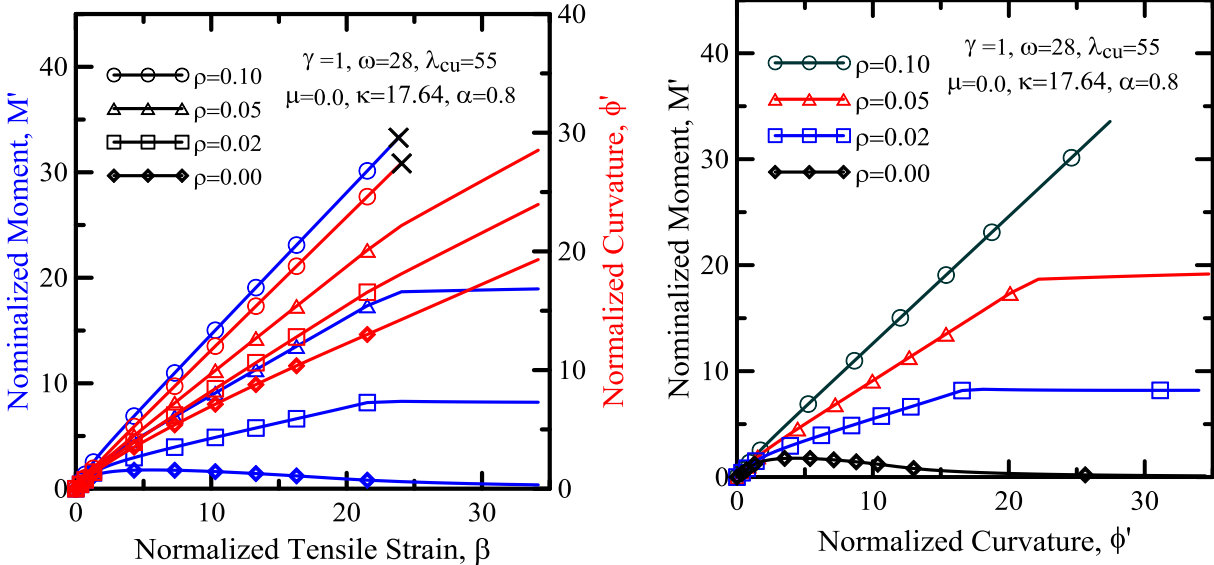 40
40
30
20
10
0
Nominalized Moment, M'
30
20
10
0
Normalized Curvature, ϕ'
ρ=0.10
ρ=0.05
ρ=0.02
ρ=0.00
γ=1, ω=28, λcu=55
μ=0.0, κ=17.64, α=0.8
0 10 20 30
Normalized Tensile Strain, β
40
30
20
10
0
Nominalized Moment, M'
ρ=0.10
ρ=0.05
ρ=0.02
ρ=0.00
γ=1, ω=28, λcu=55
μ=0.0, κ=17.64, α=0.8
0 10 20 30
Normalized Curvature, ϕ'